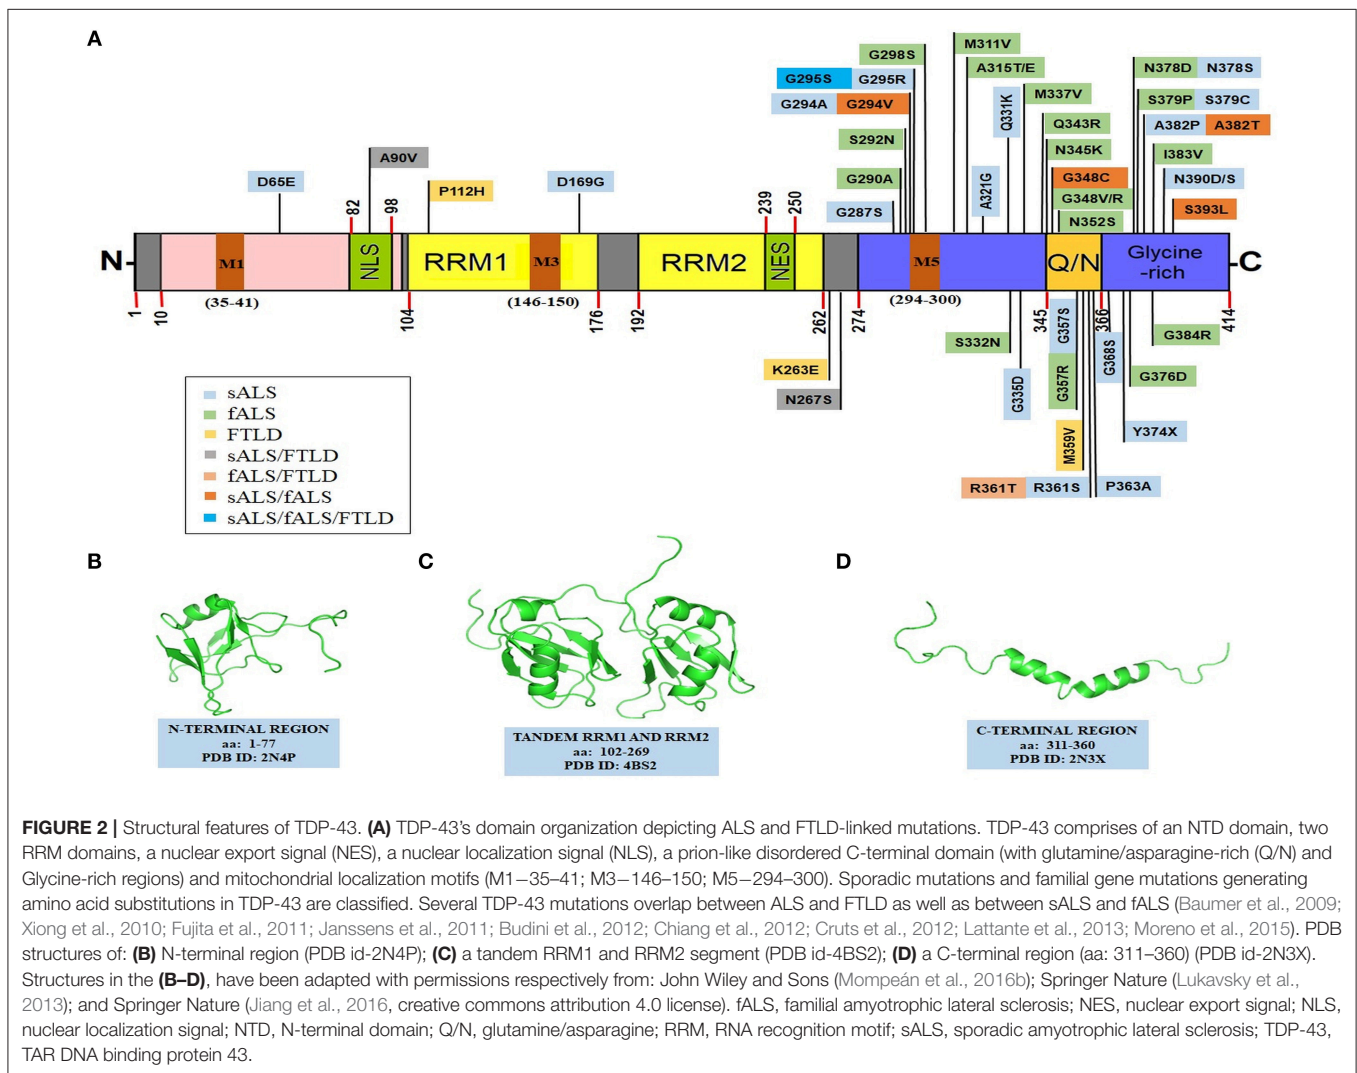 A
G298S
M311V
G295S G295R
A315T/E
N378D N378S
G294A G294V
Q331K
M337V
S379P S379C
S292N
Q343R
A382P A382T
A90V
N345K
I383V
D65E
P112H
D169G
G290A
A321G
G348C
N390D/S
82
98
239
250
G287S
G348V/R
S393L
N352S
N-
M1
NLS
RRM1
M3
RRM2
NES
M5
Q/N
Glycine
-rich
-C
(35-41)
(146-150)
(294-300)
1
10
104
176
192
262
274
345
366
414
S332N
G357S
G368S
G384R
K263E
G335D
G357R
G376D
N267S
M359V
Y374X
R361T R361S
P363A
sALS
fALS
FTLD
sALS/FTLD
fALS/FTLD
sALS/fALS
sALS/fALS/FTLD
B
C
D
N-TERMINAL REGION
aa: 1-77
PDB ID: 2N4P
TANDEM RRM1 AND RRM2
aa: 102-269
PDB ID: 4BS2
C-TERMINAL REGION
aa: 311-360
PDB ID: 2N3X
FIGURE 2 | Structural features of TDP-43. (A) TDP-43's domain organization depicting ALS and FTLD-linked mutations. TDP-43 comprises of an NTD domain, two
RRM domains, a nuclear export signal (NES), a nuclear localization signal (NLS), a prion-like disordered C-terminal domain (with glutamine/asparagine-rich (Q/N) and
Glycine-rich regions) and mitochondrial localization motifs (M1−35–41; M3−146–150; M5−294–300). Sporadic mutations and familial gene mutations generating
amino acid substitutions in TDP-43 are classified. Several TDP-43 mutations overlap between ALS and FTLD as well as between sALS and fALS (Baumer et al., 2009;
Xiong et al., 2010; Fujita et al., 2011; Janssens et al., 2011; Budini et al., 2012; Chiang et al., 2012; Cruts et al., 2012; Lattante et al., 2013; Moreno et al., 2015). PDB
structures of: (B) N-terminal region (PDB id-2N4P); (C) a tandem RRM1 and RRM2 segment (PDB id-4BS2); (D) a C-terminal region (aa: 311–360) (PDB id-2N3X).
Structures in the (B–D), have been adapted with permissions respectively from: John Wiley and Sons (Mompeán et al., 2016b); Springer Nature (Lukavsky et al.,
2013); and Springer Nature (Jiang et al., 2016, creative commons attribution 4.0 license). fALS, familial amyotrophic lateral sclerosis; NES, nuclear export signal; NLS,
nuclear localization signal; NTD, N-terminal domain; Q/N, glutamine/asparagine; RRM, RNA recognition motif; sALS, sporadic amyotrophic lateral sclerosis; TDP-43,
TAR DNA binding protein 43.